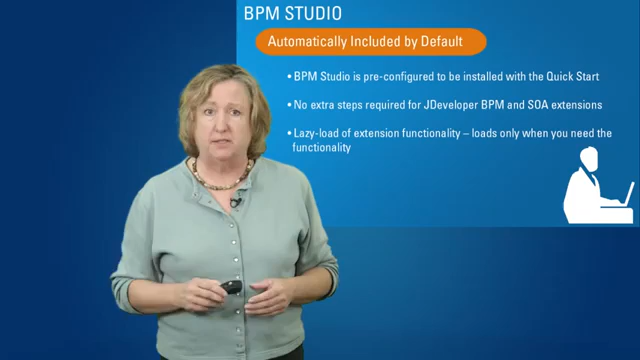 BPM STUDIO
Automatically Included by Default
• BPM Studio is pre-configured to be installed with the Quick Start
• No extra steps required for JDeveloper BPM and SOA extensions
• Lazy-load of extension functionality – loads only when you need the
functionality